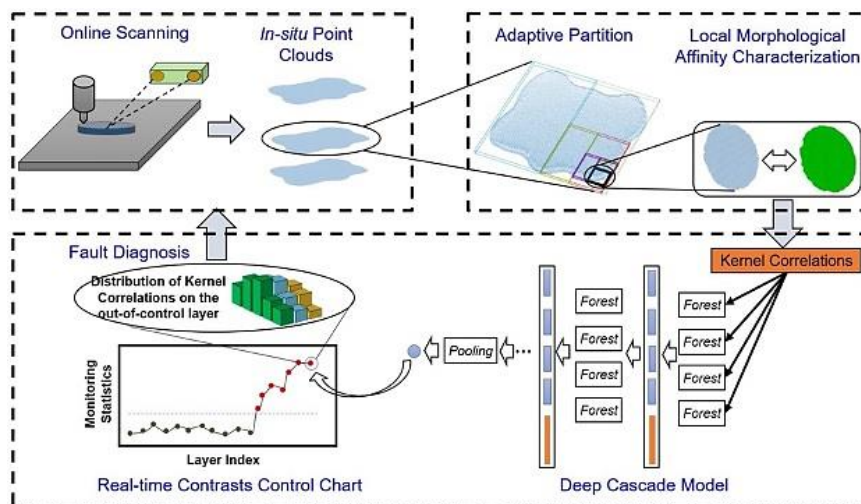 Online Scanning
In-situ Point
Clouds
Adaptive Partition
Local Morphological
Affinity Characterization
Fault Diagnosis
Distribution of Kernel
Correlations on the
out-of-control layer
Kernel Correlations
Forest
Forest
Forest
Forest
Forest
Forest
Forest
Forest
Pooling
...
Monitoring
Statistics
Layer Index
Real-time Contrasts Control Chart
Deep Cascade Model